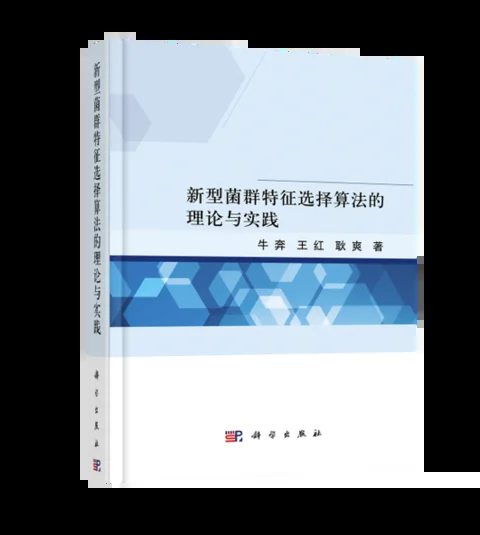 新型菌群特征选择算法的理论与实践
科学出版社
新型菌群特征选择算法的
理论与实践
牛奔 王红 耿爽 著
科学出版社